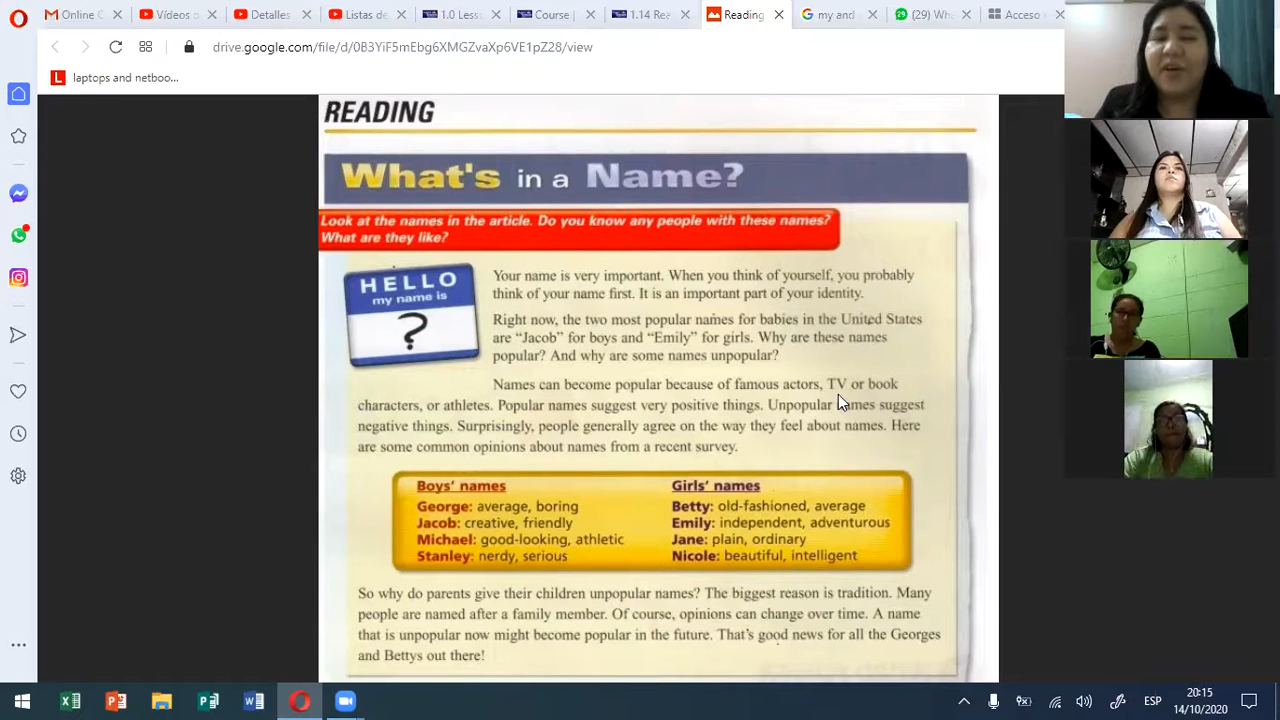 Gmail Online C
Vídeos b
Detalles
Listas de
1.0 Less
Course
1.14 Rea
Reading
my and
(29) Wha
Acceso
drive.google.com/file/d/0B3YiF5mEbg6XMGZvaXp6VE1pZ28/view
L laptops and netboo...
READING
What's in a Name?
Look at the names in the article. Do you know any people with these names?
What are they like?
HELLO
my name is
?
Your name is very important. When you think of yourself, you probably
think of your name first. It is an important part of your identity.
Right now, the two most popular names for babies in the United States
are “Jacob” for boys and “Emily” for girls. Why are these names
popular? And why are some names unpopular?
Names can become popular because of famous actors, TV or book
characters, or athletes. Popular names suggest very positive things. Unpopular names suggest
negative things. Surprisingly, people generally agree on the way they feel about names. Here
are some common opinions about names from a recent survey.
Boys’ names
George: average, boring
Jacob: creative, friendly
Michael: good-looking, athletic
Stanley: nerdy, serious
Girls’ names
Betty: old-fashioned, average
Emily: independent, adventurous
Jane: plain, ordinary
Nicole: beautiful, intelligent
So why do parents give their children unpopular names? The biggest reason is tradition. Many
people are named after a family member. Of course, opinions can change over time. A name
that is unpopular now might become popular in the future. That’s good news for all the Georges
and Bettys out there!
ESP
20:15
14/10/2020